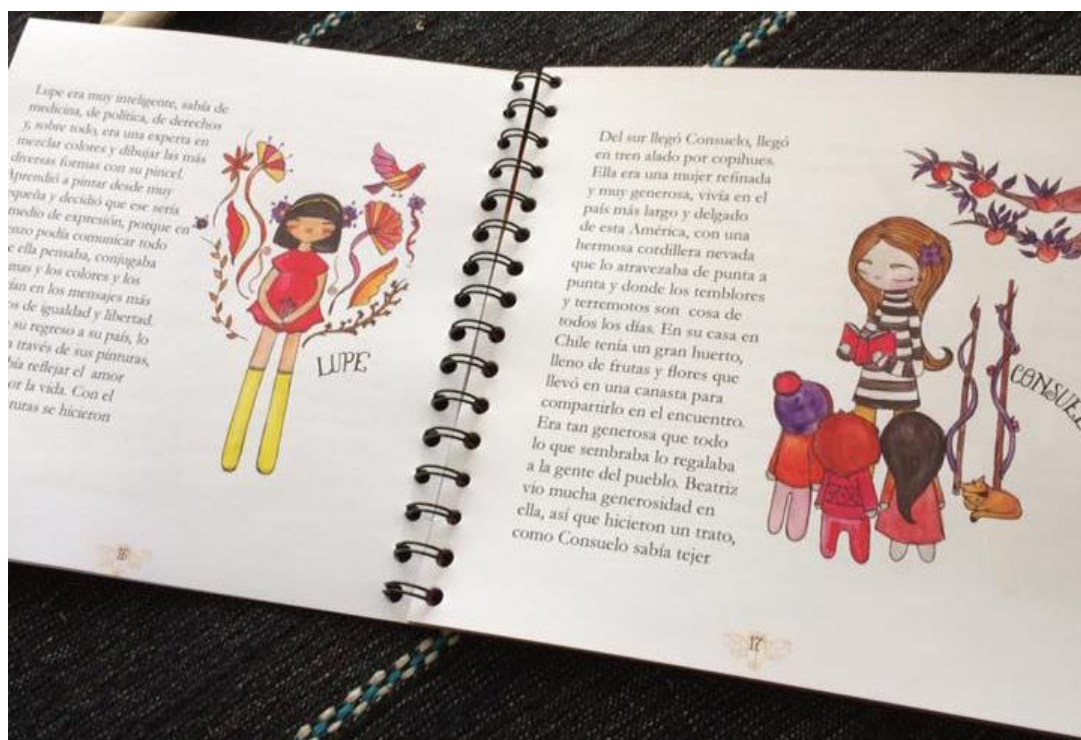 Lupe era muy inteligente, sabía de
medicina, de política, de derechos
y, sobre todo, era una experta en
mezclar colores y dibujar las más
diversas formas con su pincel.
Aprendió a pintar desde muy
pequeña y decidió que ese sería
medio de expresión, porque en
podía comunicar todo
ella pensaba, conjugaba
y los colores y los
en los mensajes más
de igualdad y libertad.
su regreso a su país, lo
a través de sus pinturas,
reflejar el amor
la vida. Con el
se hicieron
LUPE
16
Del sur llegó Consuelo, llegó
en tren alado por copihues.
Ella era una mujer refinada
y muy generosa, vivía en el
país más largo y delgado
de esta América, con una
hermosa cordillera nevada
que lo atravezaba de punta a
punta y donde los temblores
y terremotos son cosa de
todos los días. En su casa en
Chile tenía un gran huerto,
lleno de frutas y flores que
llevó en una canasta para
compartirlo en el encuentro.
Era tan generosa que todo
lo que sembraba lo regalaba
a la gente del pueblo. Beatriz
vio mucha generosidad en
ella, así que hicieron un trato,
como Consuelo sabía tejer
CONSUEL
17